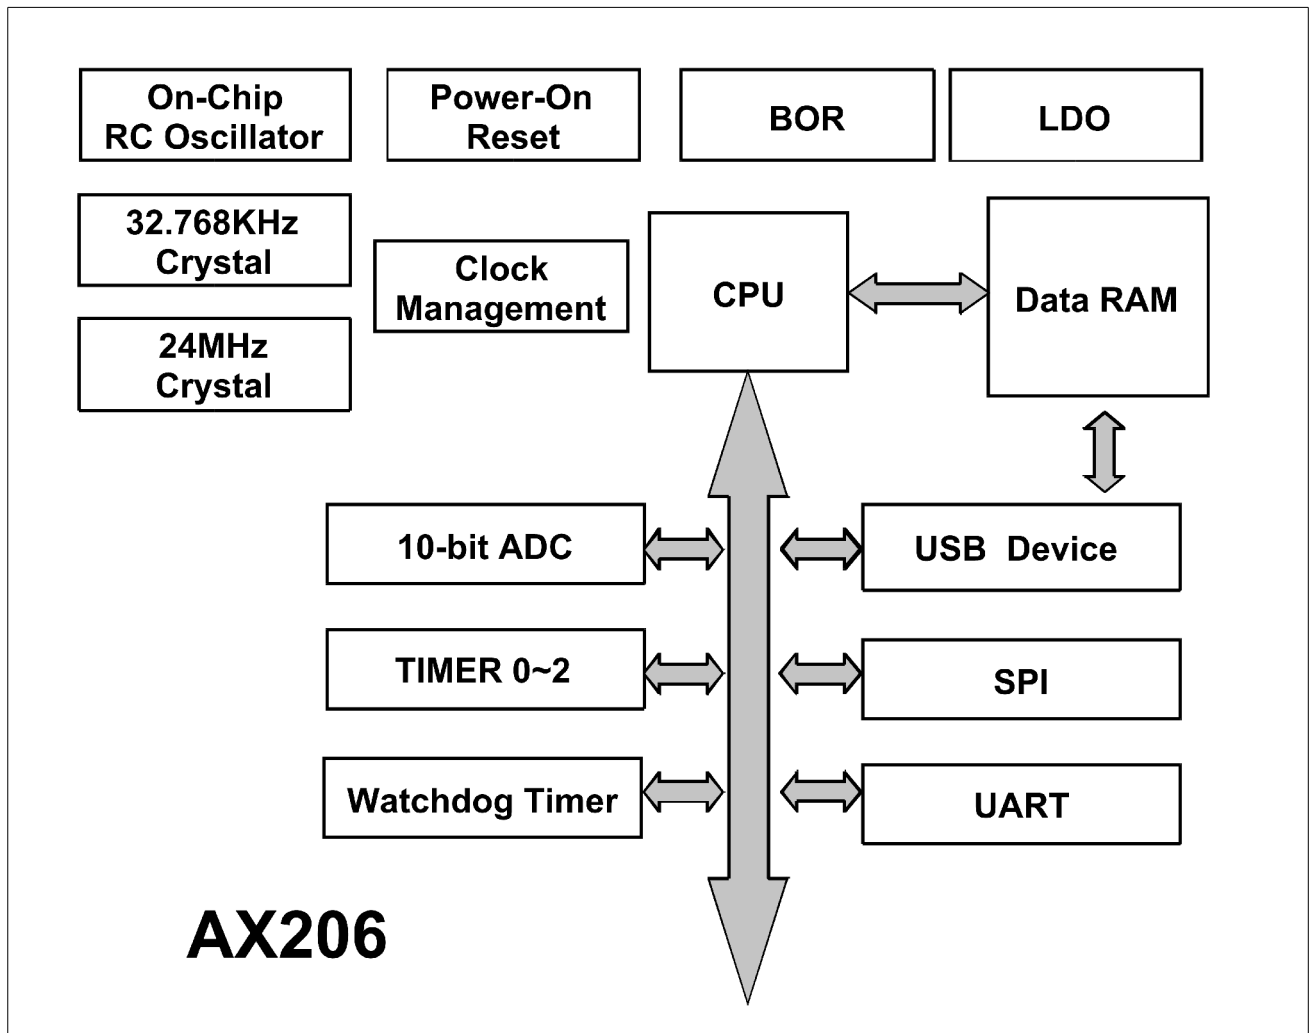 On-Chip
RC Oscillator
Power-On
Reset
BOR
LDO
32.768KHz
Crystal
Clock
Management
CPU
Data RAM
24MHz
Crystal
10-bit ADC
USB Device
TIMER 0~2
SPI
Watchdog Timer
UART
AX206